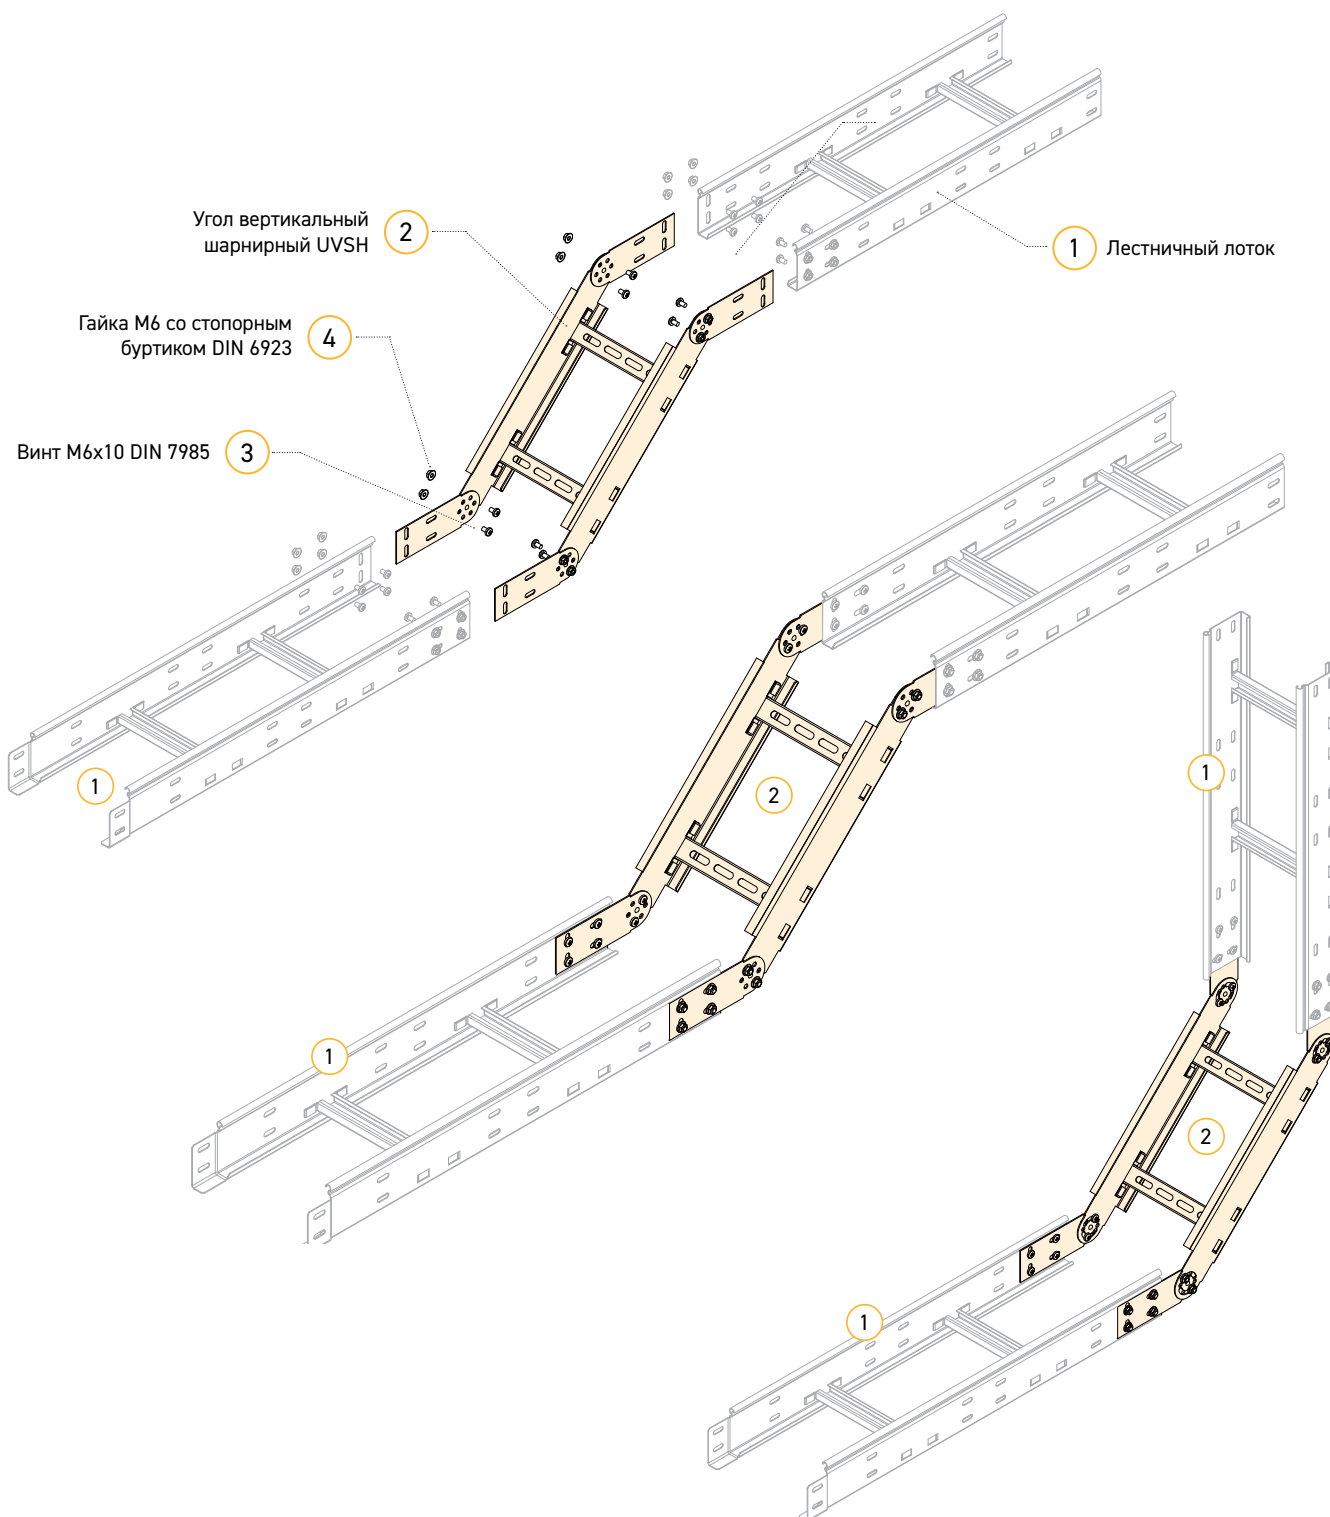 Угол вертикальный
шарнирный UVSH
2
1
Лестничный лоток
Гайка М6 со стопорным
буртиком DIN 6923
4
Винт М6х10 DIN 7985
3
1
2
1
1
2
1